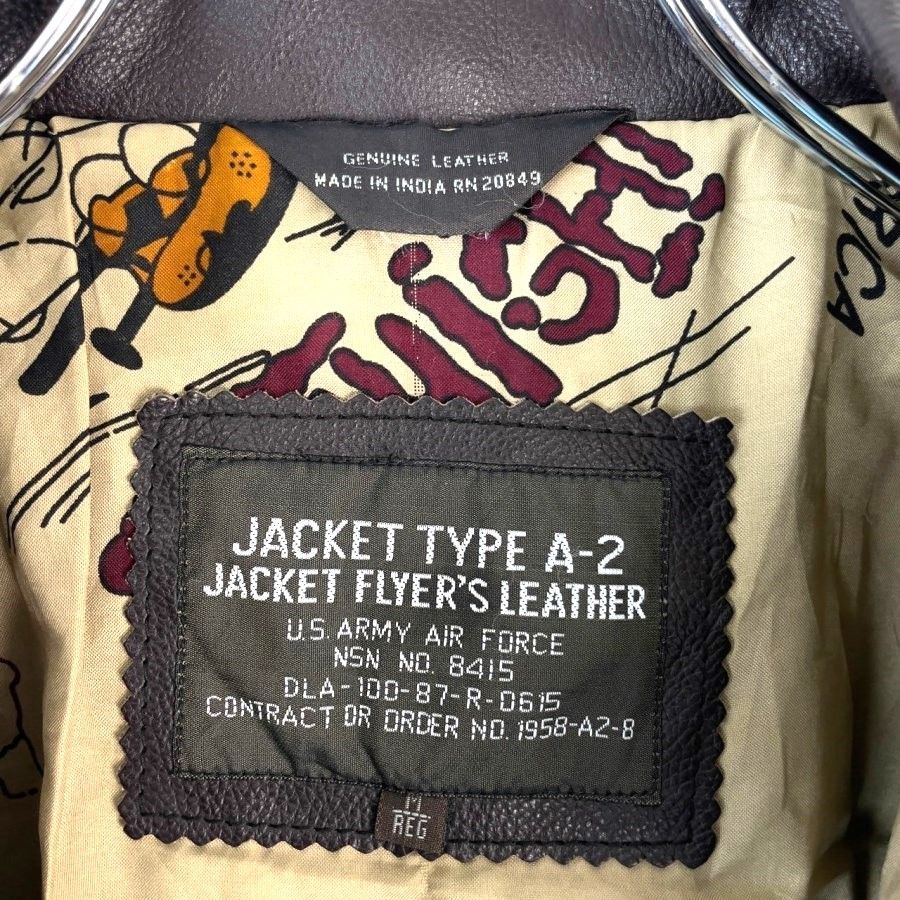 GENUINE LEATHER
MADE IN INDIA RN 20849
JACKET TYPE A-2
JACKET FLYER'S LEATHER
U.S. ARMY AIR FORCE
NSN NO. 8415
DLA-100-87-R-0615
CONTRACT OR ORDER NO. 1958-A2-8
M
REG